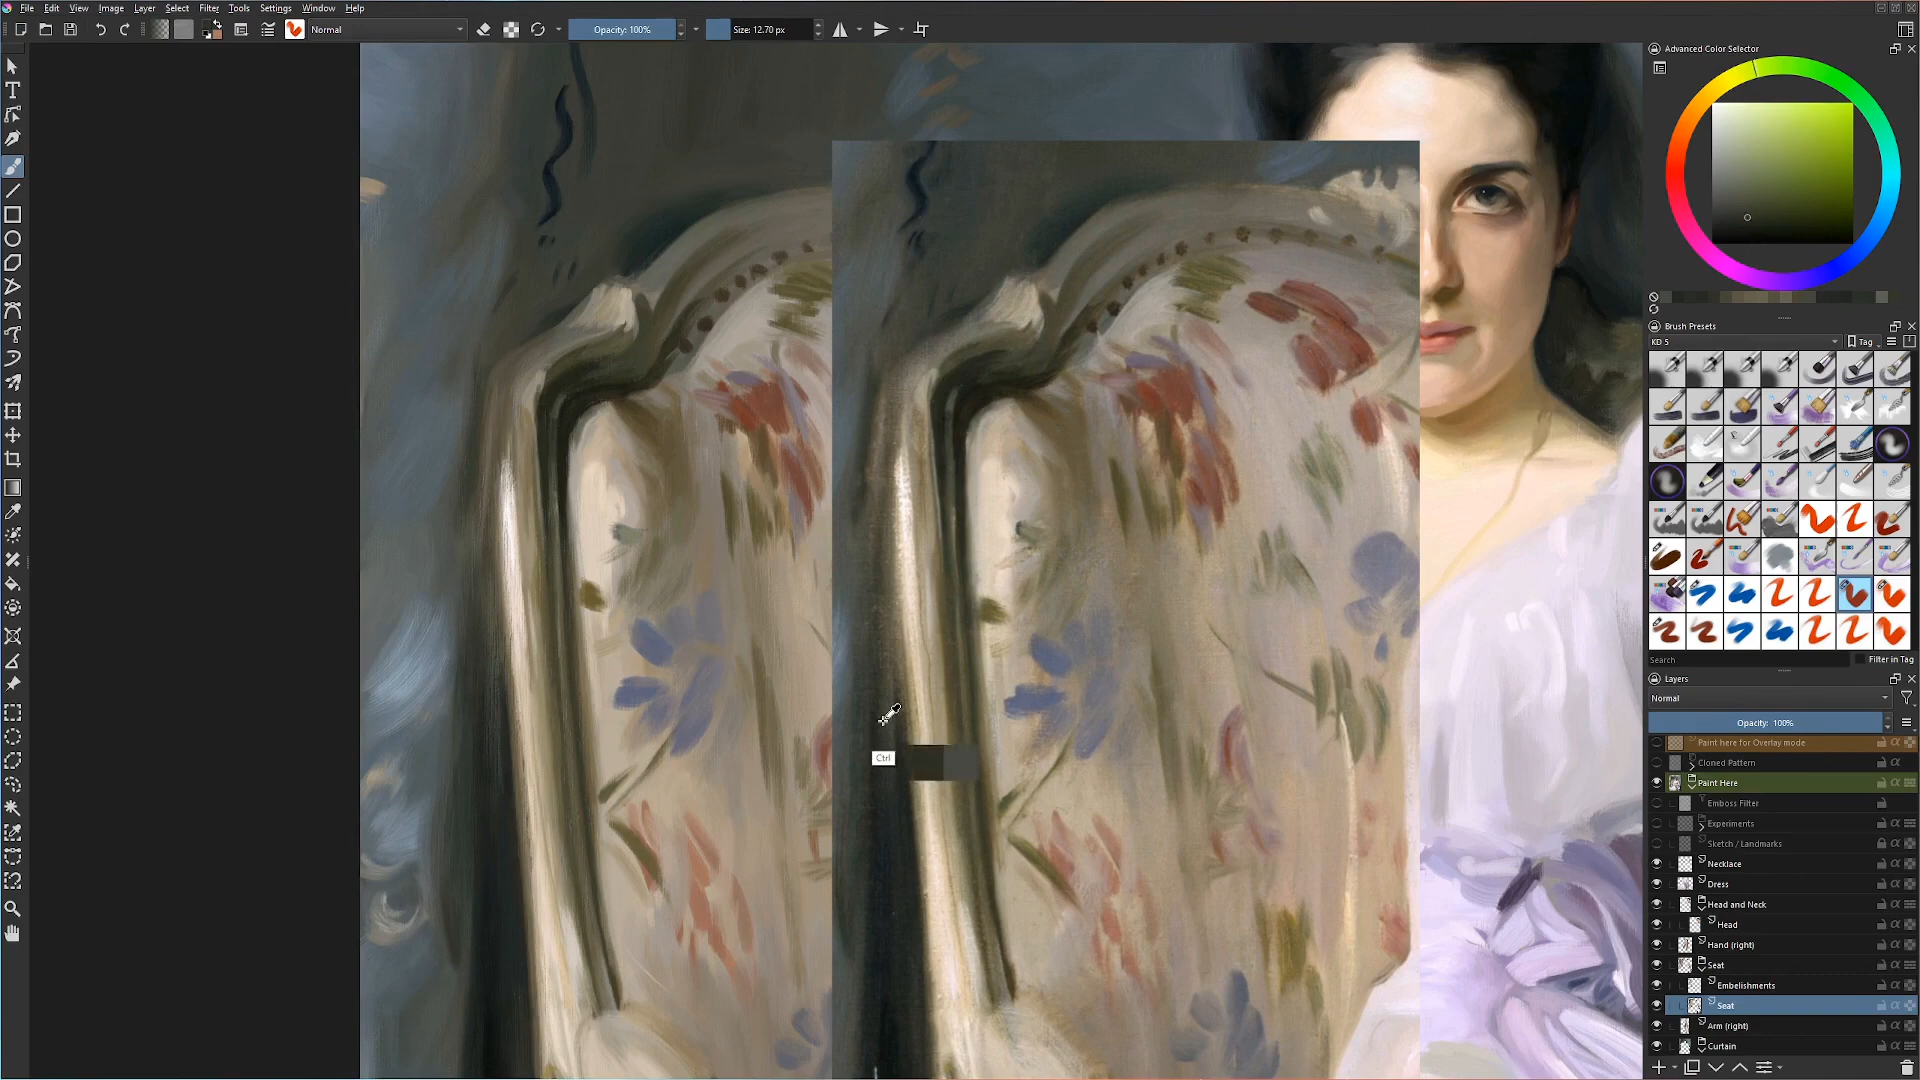 File Edit View Image Layer Select Filter Tools Settings Window Help
Normal
Opacity: 100%
Size: 12.70 px
Advanced Color Selector
Brush Presets
KD 5
Tag
Search
Filter in Tag
Layers
Normal
Opacity: 100%
Paint here for Overlay mode
Cloned Pattern
Paint Here
Emboss Filter
Experiments
Sketch / Landmarks
Necklace
Dress
Head and Neck
Head
Hand (right)
Seat
Embelishments
Seat
Arm (right)
Curtain
Ctrl